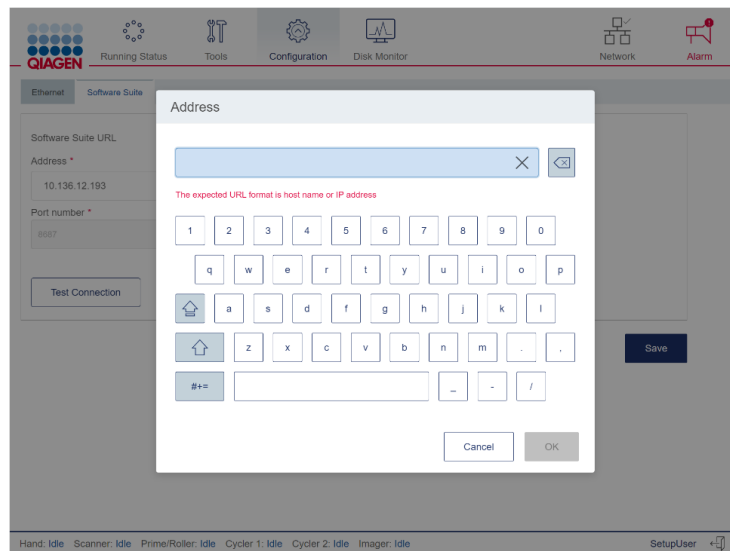 QIAGEN
Running Status Tools Configuration Disk Monitor Network Alarm
Ethernet Software Suite
Software Suite URL
Address *
10.136.12.193
Port number *
6687
Test Connection
Save
Address
The expected URL format is host name or IP address
1 2 3 4 5 6 7 8 9 0
q w e r t y u i o p
a s d f g h j k l
z x c v b n m . ,
#+= _ - /
Cancel OK
Hand: Idle Scanner: Idle Prime/Roller: Idle Cycler 1: Idle Cycler 2: Idle Imager: Idle SetupUser